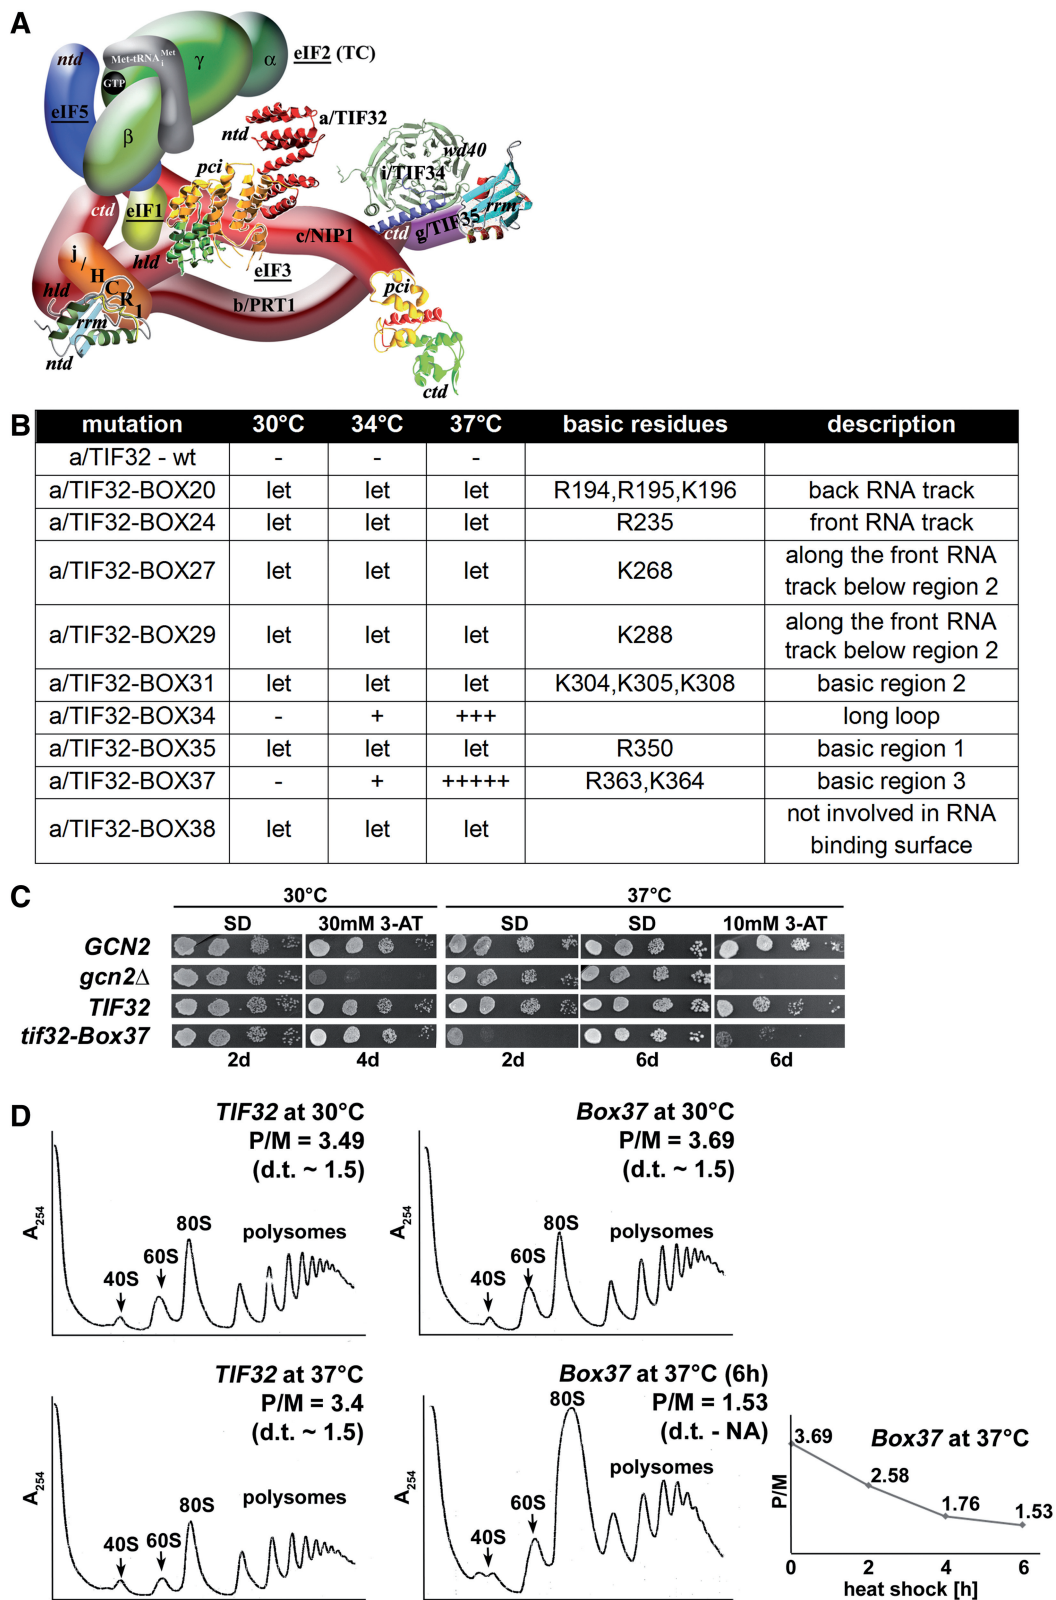 A
ntd
Met-tRNAiMet
γ
α
eIF2 (TC)
GTP
eIF5
β
a/TIF32
ntd
pci
wd40
i/TIF34
rrm
ctd
eIF1
c/NIP1
ctd
g/TIF35
j/HCR1
hld
eIF3
hld
b/PRT1
pci
rrm
ntd
ctd
B
mutation 30°C 34°C 37°C basic residues description
a/TIF32 - wt - - -
a/TIF32-BOX20 let let let R194,R195,K196 back RNA track
a/TIF32-BOX24 let let let R235 front RNA track
a/TIF32-BOX27 let let let K268 along the front RNA
track below region 2
a/TIF32-BOX29 let let let K288 along the front RNA
track below region 2
a/TIF32-BOX31 let let let K304,K305,K308 basic region 2
a/TIF32-BOX34 - + +++ long loop
a/TIF32-BOX35 let let let R350 basic region 1
a/TIF32-BOX37 - + +++++ R363,K364 basic region 3
a/TIF32-BOX38 let let let not involved in RNA
binding surface
C
30°C 37°C
SD 30mM 3-AT SD SD 10mM 3-AT
GCN2
gcn2Δ
TIF32
tif32-Box37
2d 4d 2d 6d 6d
D
TIF32 at 30°C
P/M = 3.49
(d.t. ~ 1.5)
A254
40S
60S
80S
polysomes
Box37 at 30°C
P/M = 3.69
(d.t. ~ 1.5)
A254
40S
60S
80S
polysomes
TIF32 at 37°C
P/M = 3.4
(d.t. ~ 1.5)
A254
40S
60S
80S
polysomes
Box37 at 37°C (6h)
P/M = 1.53
(d.t. - NA)
A254
40S
60S
80S
polysomes
Box37 at 37°C
P/M
3.69
2.58
1.76
1.53
0 2 4 6
heat shock [h]